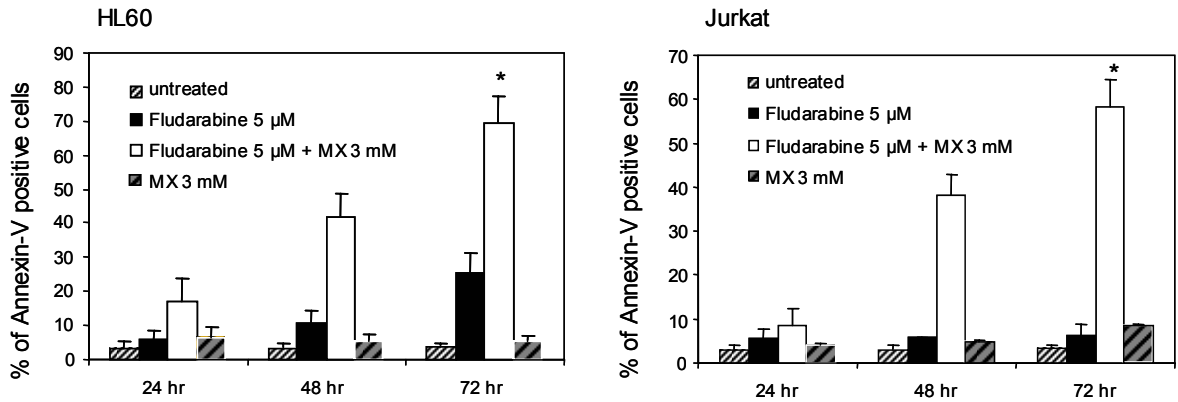 HL60
% of Annexin-V positive cells
90
80
70
60
50
40
30
20
10
0
untreated
Fludarabine 5 µM
Fludarabine 5 µM + MX 3 mM
MX 3 mM
*
24 hr 48 hr 72 hr
Jurkat
% of Annexin-V positive cells
70
60
50
40
30
20
10
0
untreated
Fludarabine 5 µM
Fludarabine 5 µM + MX 3 mM
MX 3 mM
*
24 hr 48 hr 72 hr